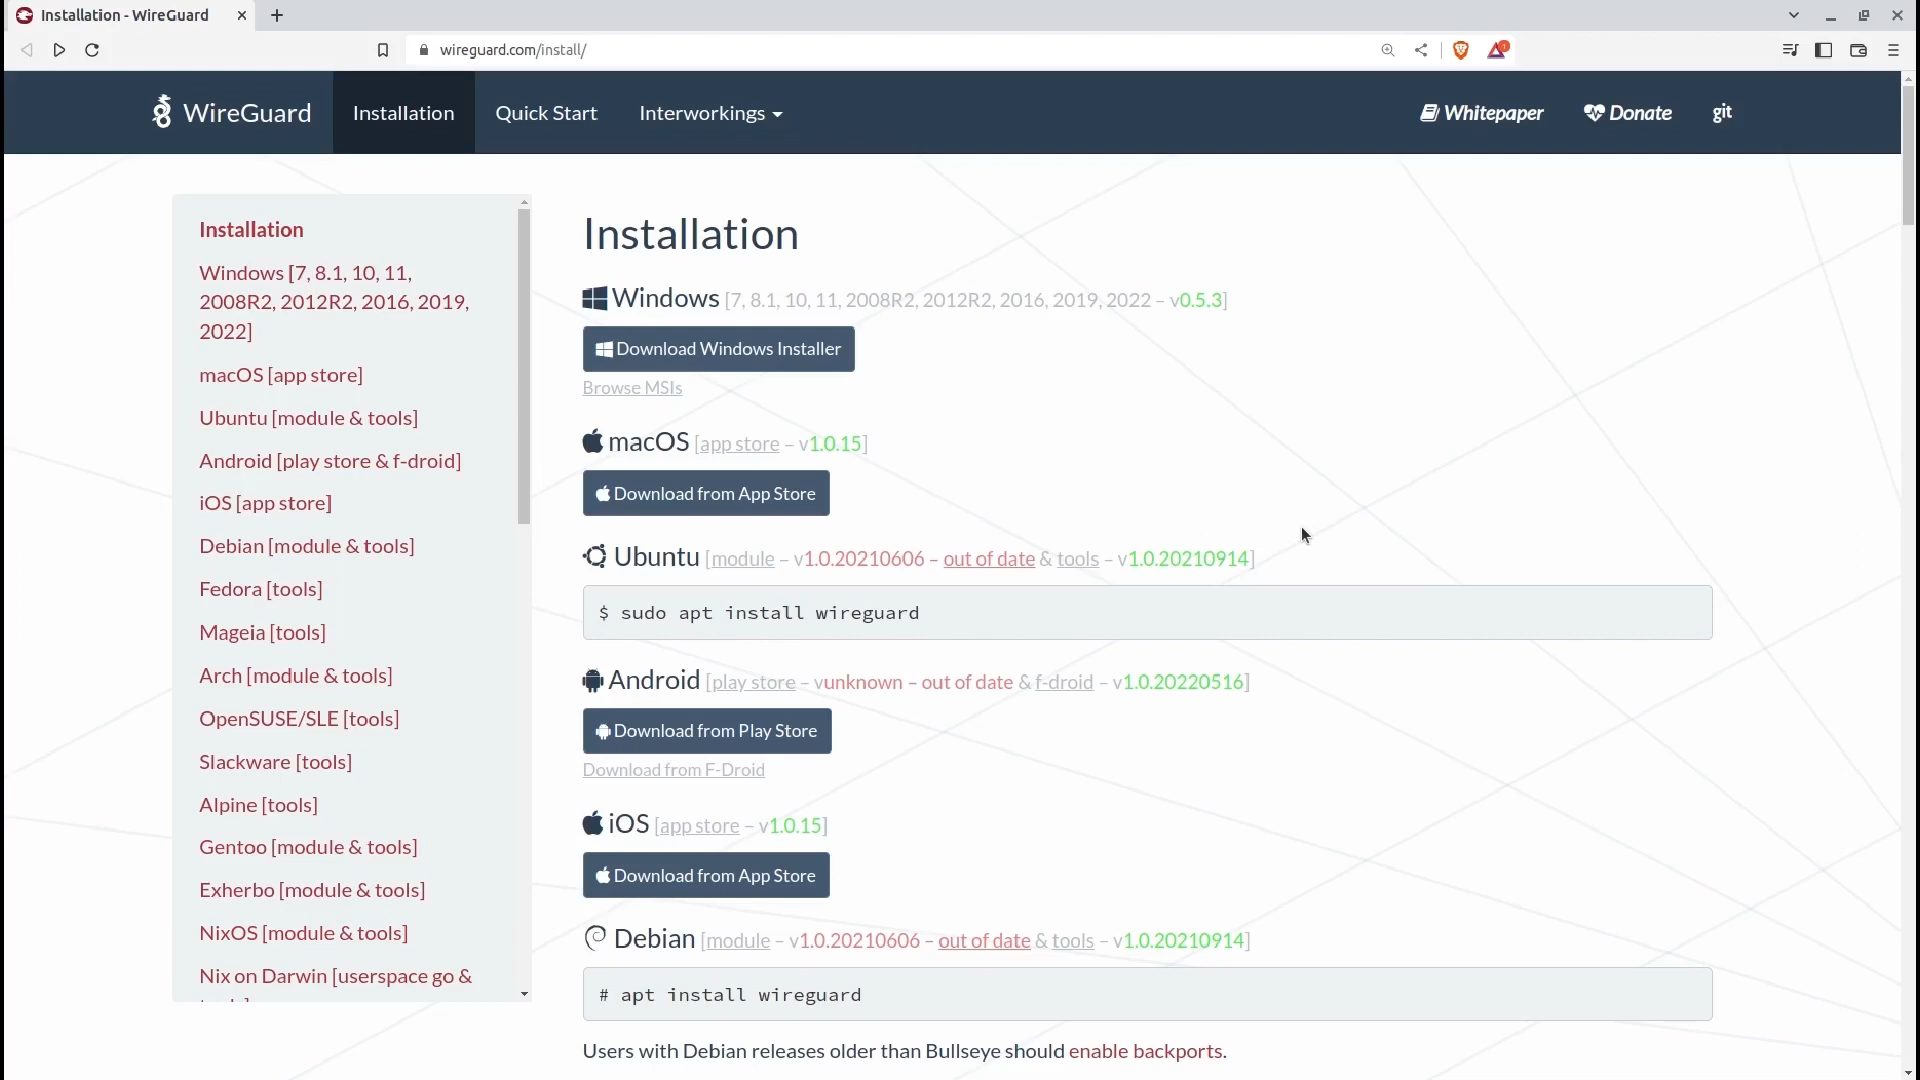 Installation - WireGuard
wireguard.com/install/
1
WireGuard
Installation
Quick Start
Interworkings
Whitepaper
Donate
git
Installation
Windows [7, 8.1, 10, 11,
2008R2, 2012R2, 2016, 2019,
2022]
macOS [app store]
Ubuntu [module & tools]
Android [play store & f-droid]
iOS [app store]
Debian [module & tools]
Fedora [tools]
Mageia [tools]
Arch [module & tools]
OpenSUSE/SLE [tools]
Slackware [tools]
Alpine [tools]
Gentoo [module & tools]
Exherbo [module & tools]
NixOS [module & tools]
Nix on Darwin [userspace go &
Installation
Windows [7, 8.1, 10, 11, 2008R2, 2012R2, 2016, 2019, 2022 – v0.5.3]
Download Windows Installer
Browse MSIs
macOS [app store – v1.0.15]
Download from App Store
Ubuntu [module – v1.0.20210606 – out of date & tools – v1.0.20210914]
$ sudo apt install wireguard
Android [play store – vunknown – out of date & f-droid – v1.0.20220516]
Download from Play Store
Download from F-Droid
iOS [app store – v1.0.15]
Download from App Store
Debian [module – v1.0.20210606 – out of date & tools – v1.0.20210914]
# apt install wireguard
Users with Debian releases older than Bullseye should enable backports.